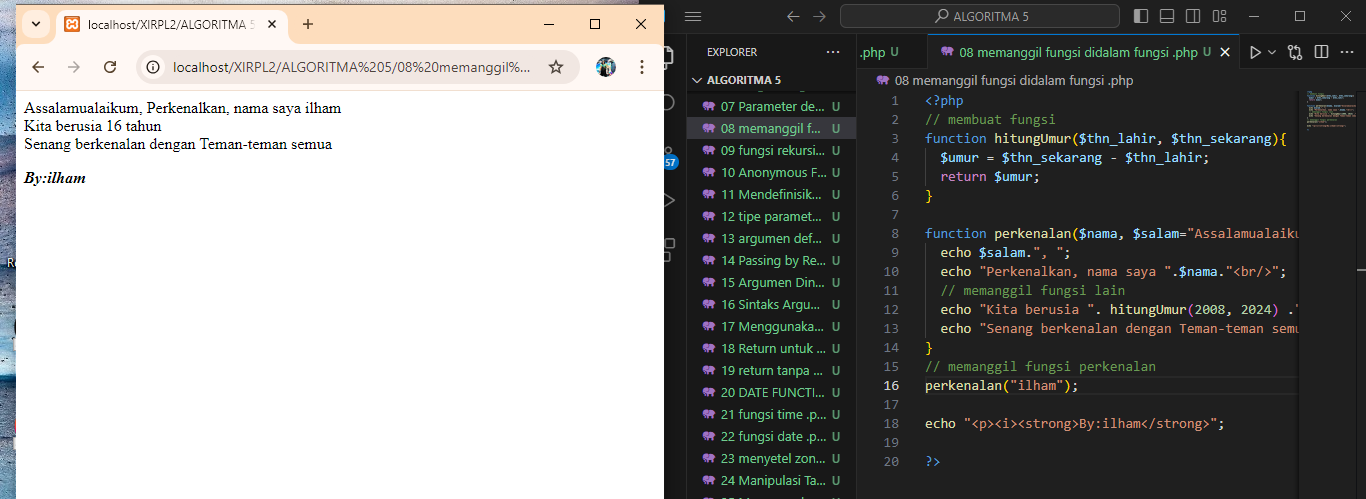 localhost/XIRPL2/ALGORITMA 5
localhost/XIRPL2/ALGORITMA%205/08%20memanggil%...
Assalamualaikum, Perkenalkan, nama saya ilham
Kita berusia 16 tahun
Senang berkenalan dengan Teman-teman semua
By:ilham
ALGORITMA 5
57
EXPLORER
ALGORITMA 5
07 Parameter de... U
08 memanggil f... U
09 fungsi rekursi... U
10 Anonymous F... U
11 Mendefinisik... U
12 tipe paramet... U
13 argumen def... U
14 Passing by Re... U
15 Argumen Din... U
16 Sintaks Argu... U
17 Menggunaka... U
18 Return untuk ... U
19 return tanpa ... U
20 DATE FUNCTI... U
21 fungsi time .p... U
22 fungsi date .p... U
23 menyetel zon... U
24 Manipulasi Ta... U
.php U
08 memanggil fungsi didalam fungsi .php U
08 memanggil fungsi didalam fungsi .php
1 <?php
2 // membuat fungsi
3 function hitungUmur($thn_lahir, $thn_sekarang){
4 $umur = $thn_sekarang - $thn_lahir;
5 return $umur;
6 }
7
8 function perkenalan($nama, $salam="Assalamualaiku
9 echo $salam.", ";
10 echo "Perkenalkan, nama saya ".$nama."<br/>";
11 // memanggil fungsi lain
12 echo "Kita berusia ". hitungUmur(2008, 2024) ."
13 echo "Senang berkenalan dengan Teman-teman semu
14 }
15 // memanggil fungsi perkenalan
16 perkenalan("ilham");
17
18 echo "<p><i><strong>By:ilham</strong>";
19
20 ?>